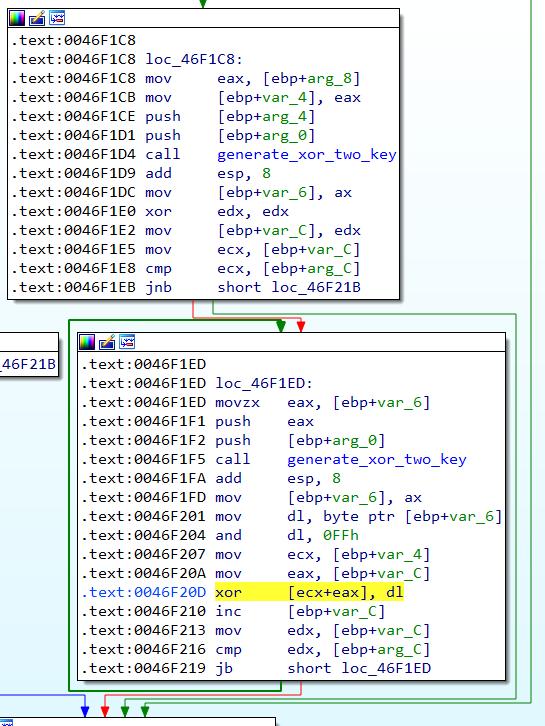 .text:0046F1C8
.text:0046F1C8 loc_46F1C8:
.text:0046F1C8 mov     eax, [ebp+arg_8]
.text:0046F1CB mov     [ebp+var_4], eax
.text:0046F1CE push    [ebp+arg_4]
.text:0046F1D1 push    [ebp+arg_0]
.text:0046F1D4 call    generate_xor_two_key
.text:0046F1D9 add     esp, 8
.text:0046F1DC mov     [ebp+var_6], ax
.text:0046F1E0 xor     edx, edx
.text:0046F1E2 mov     [ebp+var_C], edx
.text:0046F1E5 mov     ecx, [ebp+var_C]
.text:0046F1E8 cmp     ecx, [ebp+arg_C]
.text:0046F1EB jnb     short loc_46F21B
_46F21B
.text:0046F1ED
.text:0046F1ED loc_46F1ED:
.text:0046F1ED movzx   eax, [ebp+var_6]
.text:0046F1F1 push    eax
.text:0046F1F2 push    [ebp+arg_0]
.text:0046F1F5 call    generate_xor_two_key
.text:0046F1FA add     esp, 8
.text:0046F1FD mov     [ebp+var_6], ax
.text:0046F201 mov     dl, byte ptr [ebp+var_6]
.text:0046F204 and     dl, 0FFh
.text:0046F207 mov     ecx, [ebp+var_4]
.text:0046F20A mov     eax, [ebp+var_C]
.text:0046F20D xor     [ecx+eax], dl
.text:0046F210 inc     [ebp+var_C]
.text:0046F213 mov     edx, [ebp+var_C]
.text:0046F216 cmp     edx, [ebp+arg_C]
.text:0046F219 jb      short loc_46F1ED